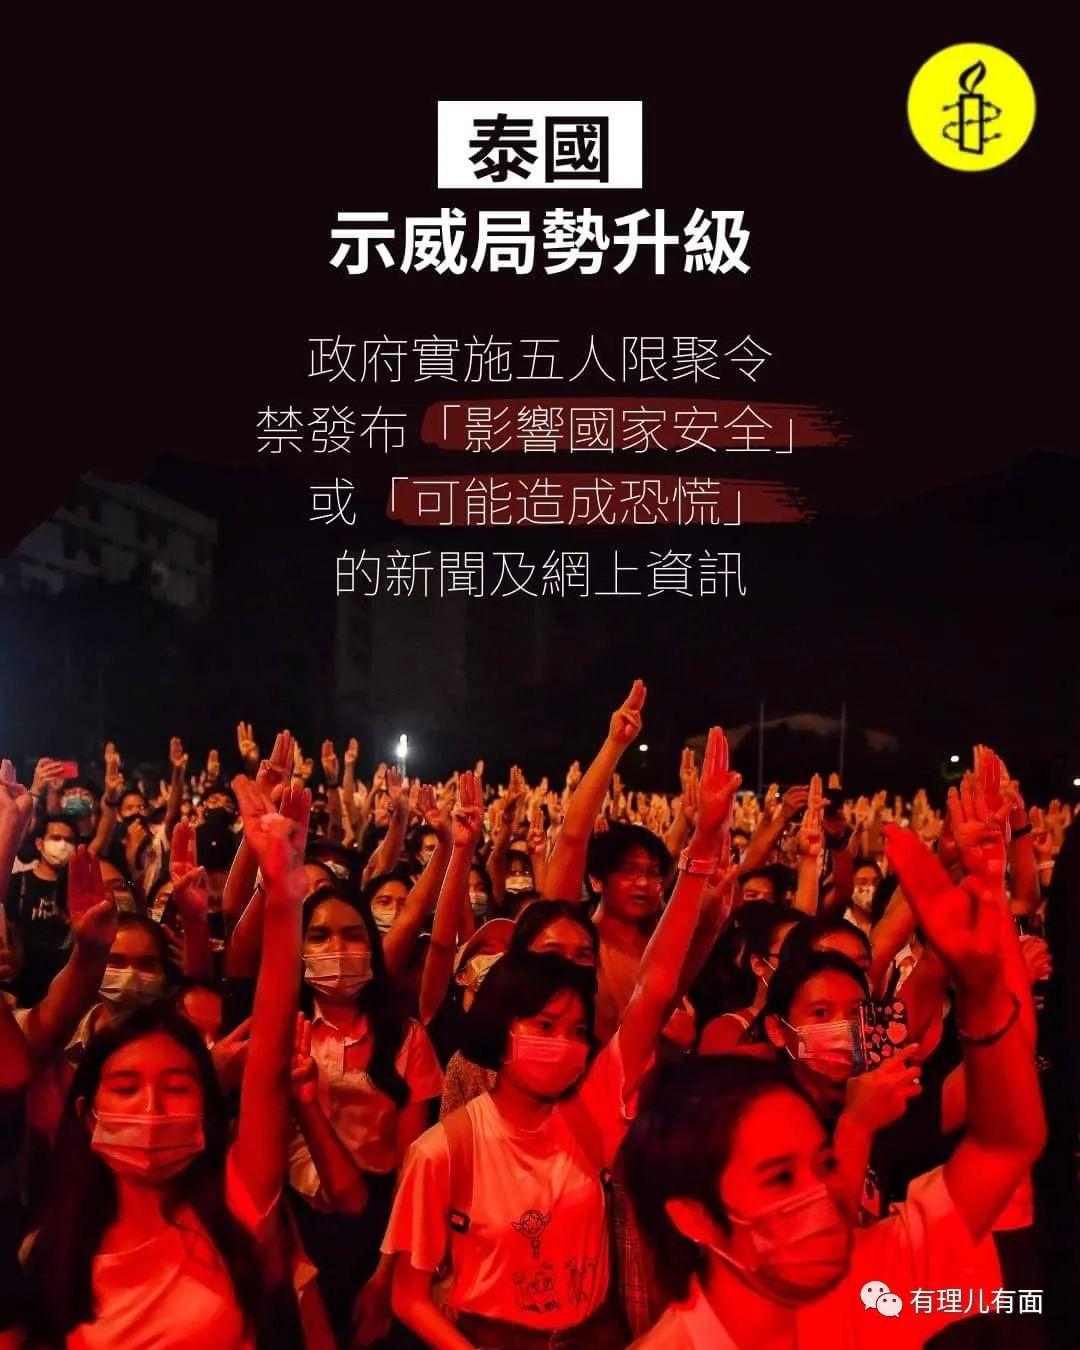 泰國
示威局勢升級
政府實施五人限聚令
禁發布「影響國家安全」
或「可能造成恐慌」
的新聞及網上資訊
有理儿有面